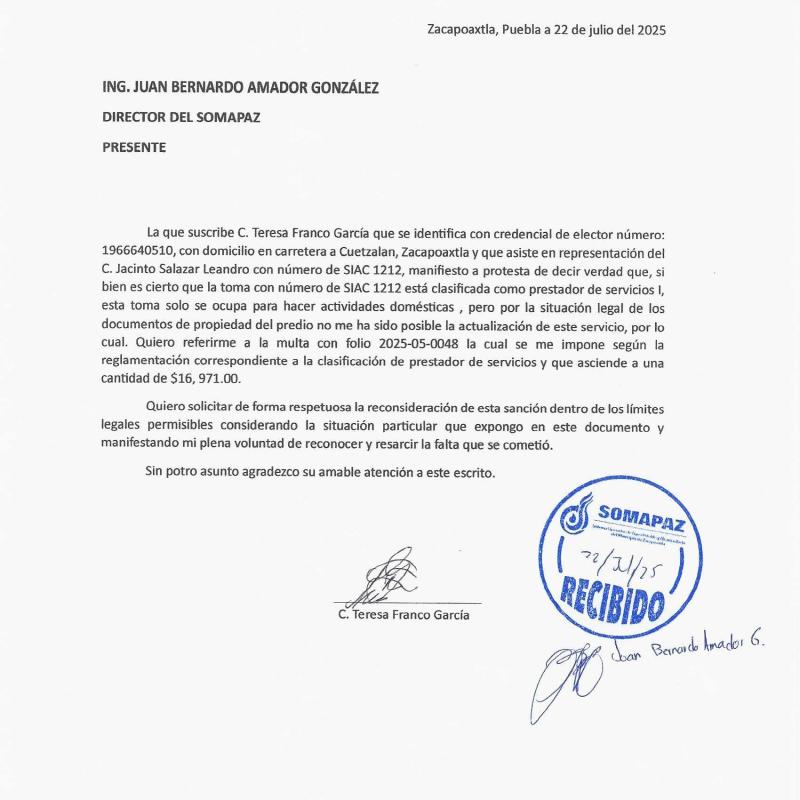 Zacapoaxtla, Puebla a 22 de julio del 2025
ING. JUAN BERNARDO AMADOR GONZÁLEZ
DIRECTOR DEL SOMAPAZ
PRESENTE
La que suscribe C. Teresa Franco García que se identifica con credencial de elector número:
1966640510, con domicilio en carretera a Cuetzalan, Zacapoaxtla y que asiste en representación del
C. Jacinto Salazar Leandro con número de SIAC 1212, manifiesto a protesta de decir verdad que, si
bien es cierto que la toma con número de SIAC 1212 está clasificada como prestador de servicios I,
esta toma solo se ocupa para hacer actividades domésticas , pero por la situación legal de los
documentos de propiedad del predio no me ha sido posible la actualización de este servicio, por lo
cual. Quiero referirme a la multa con folio 2025-05-0048 la cual se me impone según la
reglamentación correspondiente a la clasificación de prestador de servicios y que asciende a una
cantidad de $16, 971.00.
Quiero solicitar de forma respetuosa la reconsideración de esta sanción dentro de los límites
legales permisibles considerando la situación particular que expongo en este documento y
manifestando mi plena voluntad de reconocer y resarcir la falta que se cometió.
Sin potro asunto agradezco su amable atención a este escrito.
SOMAPAZ
22/Jul/25
RECIBIDO
C. Teresa Franco García
Juan Bernardo Amador G.